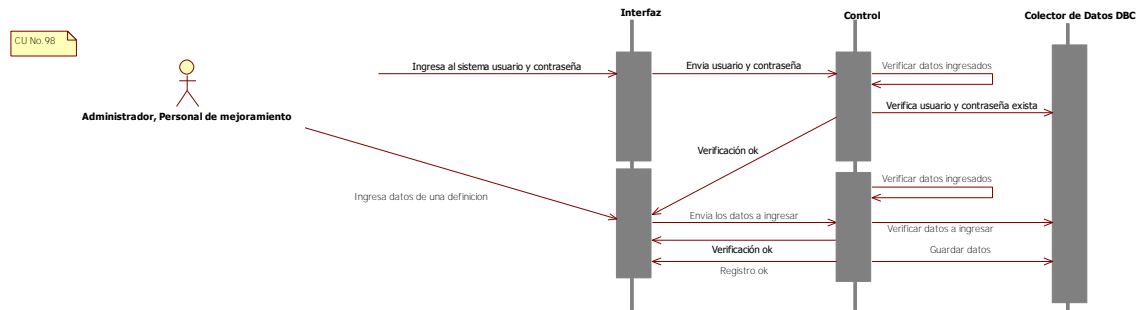 Interfaz
Control
Colector de Datos DBC
CU No.98
Administrador, Personal de mejoramiento
Ingresa al sistema usuario y contraseña
Envia usuario y contraseña
Verificar datos ingresados
Verifica usuario y contraseña exista
Verificación ok
Verificar datos ingresados
Ingresa datos de una definicion
Envia los datos a ingresar
Verificar datos a ingresar
Verificación ok
Guardar datos
Registro ok